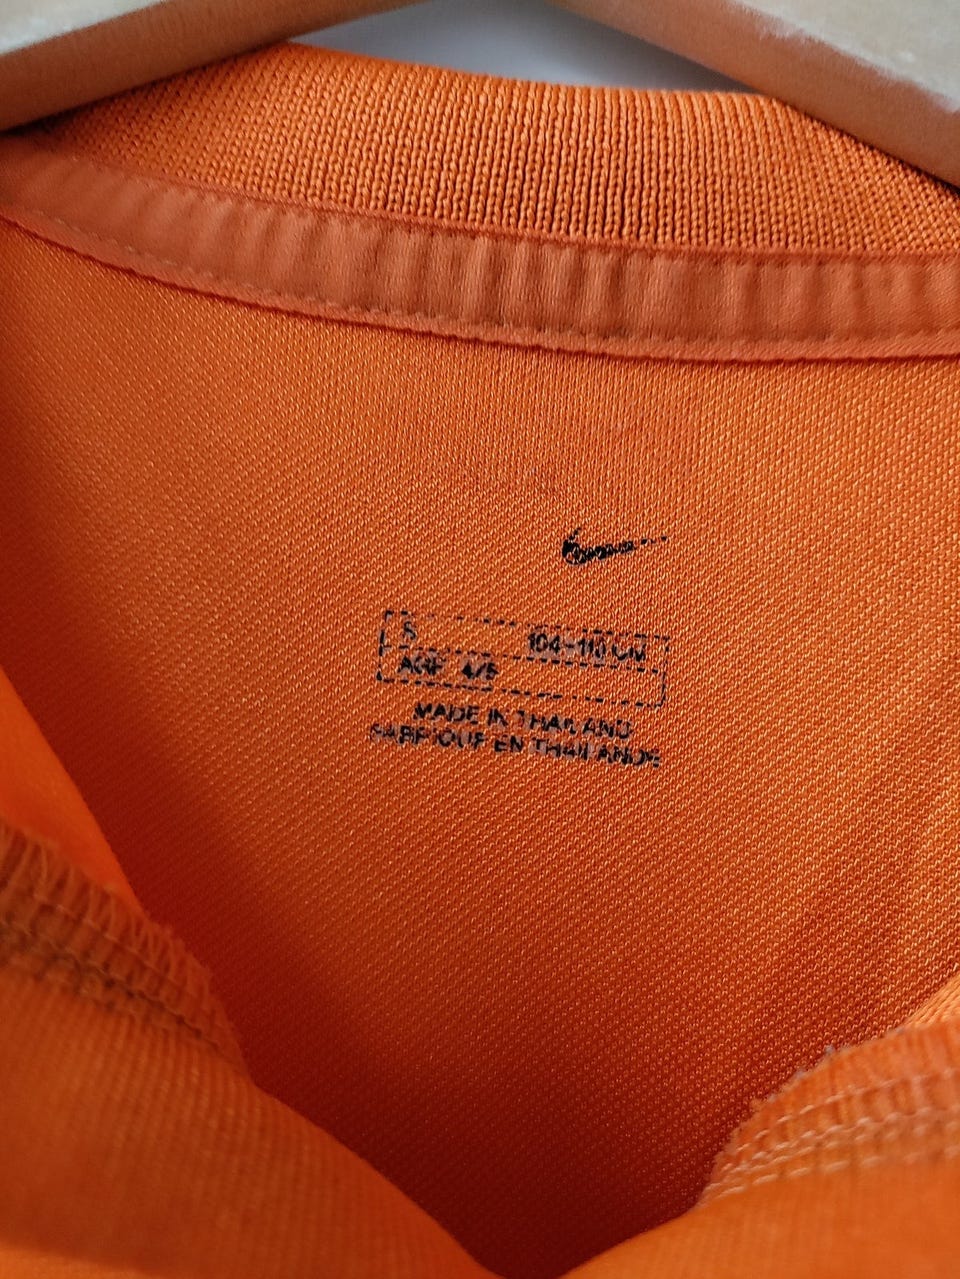 S 104-110 CM
AGE 4/5
MADE IN THAILAND
FABRIQUE EN THAILANDE